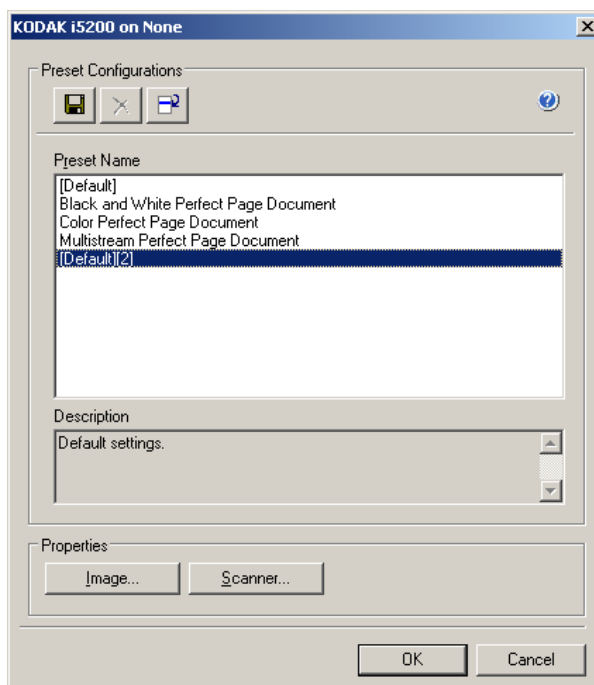 KODAK i5200 on None
Preset Configurations
Preset Name
[Default]
Black and White Perfect Page Document
Color Perfect Page Document
Multistream Perfect Page Document
[Default][2]
Description
Default settings.
Properties
Image...
Scanner...
OK
Cancel